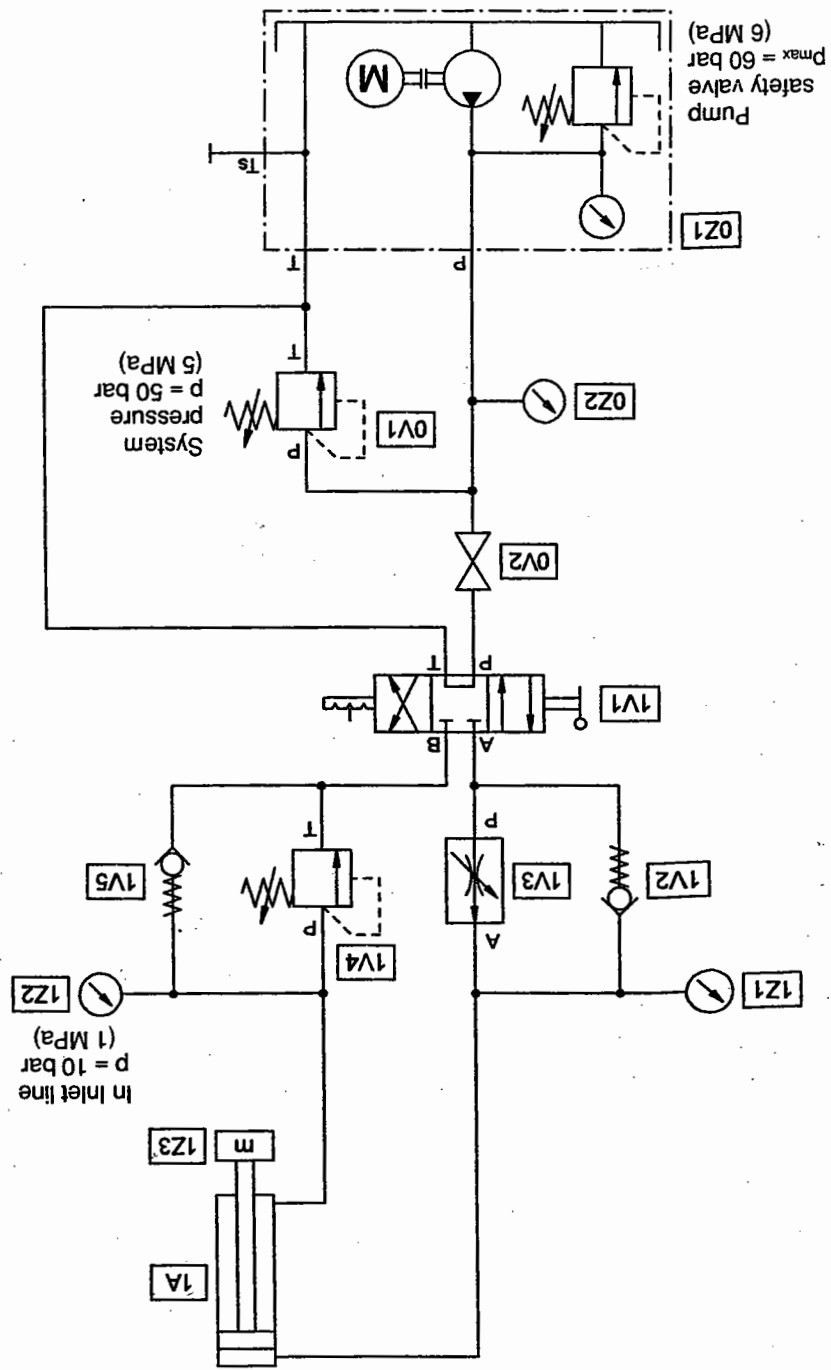 1A
m
1Z3
In Inlet line
p = 10 bar
(1 MPa)
1Z1
1Z2
1V4
P
A
1V2
1V3
1V5
P
T
A
B
1V1
P
T
0V2
P
0V1
System
pressure
p = 50 bar
(5 MPa)
0Z2
T
P
T
0Z1
Ts
Pump
safety valve
pmax = 60 bar
(6 MPa)
M